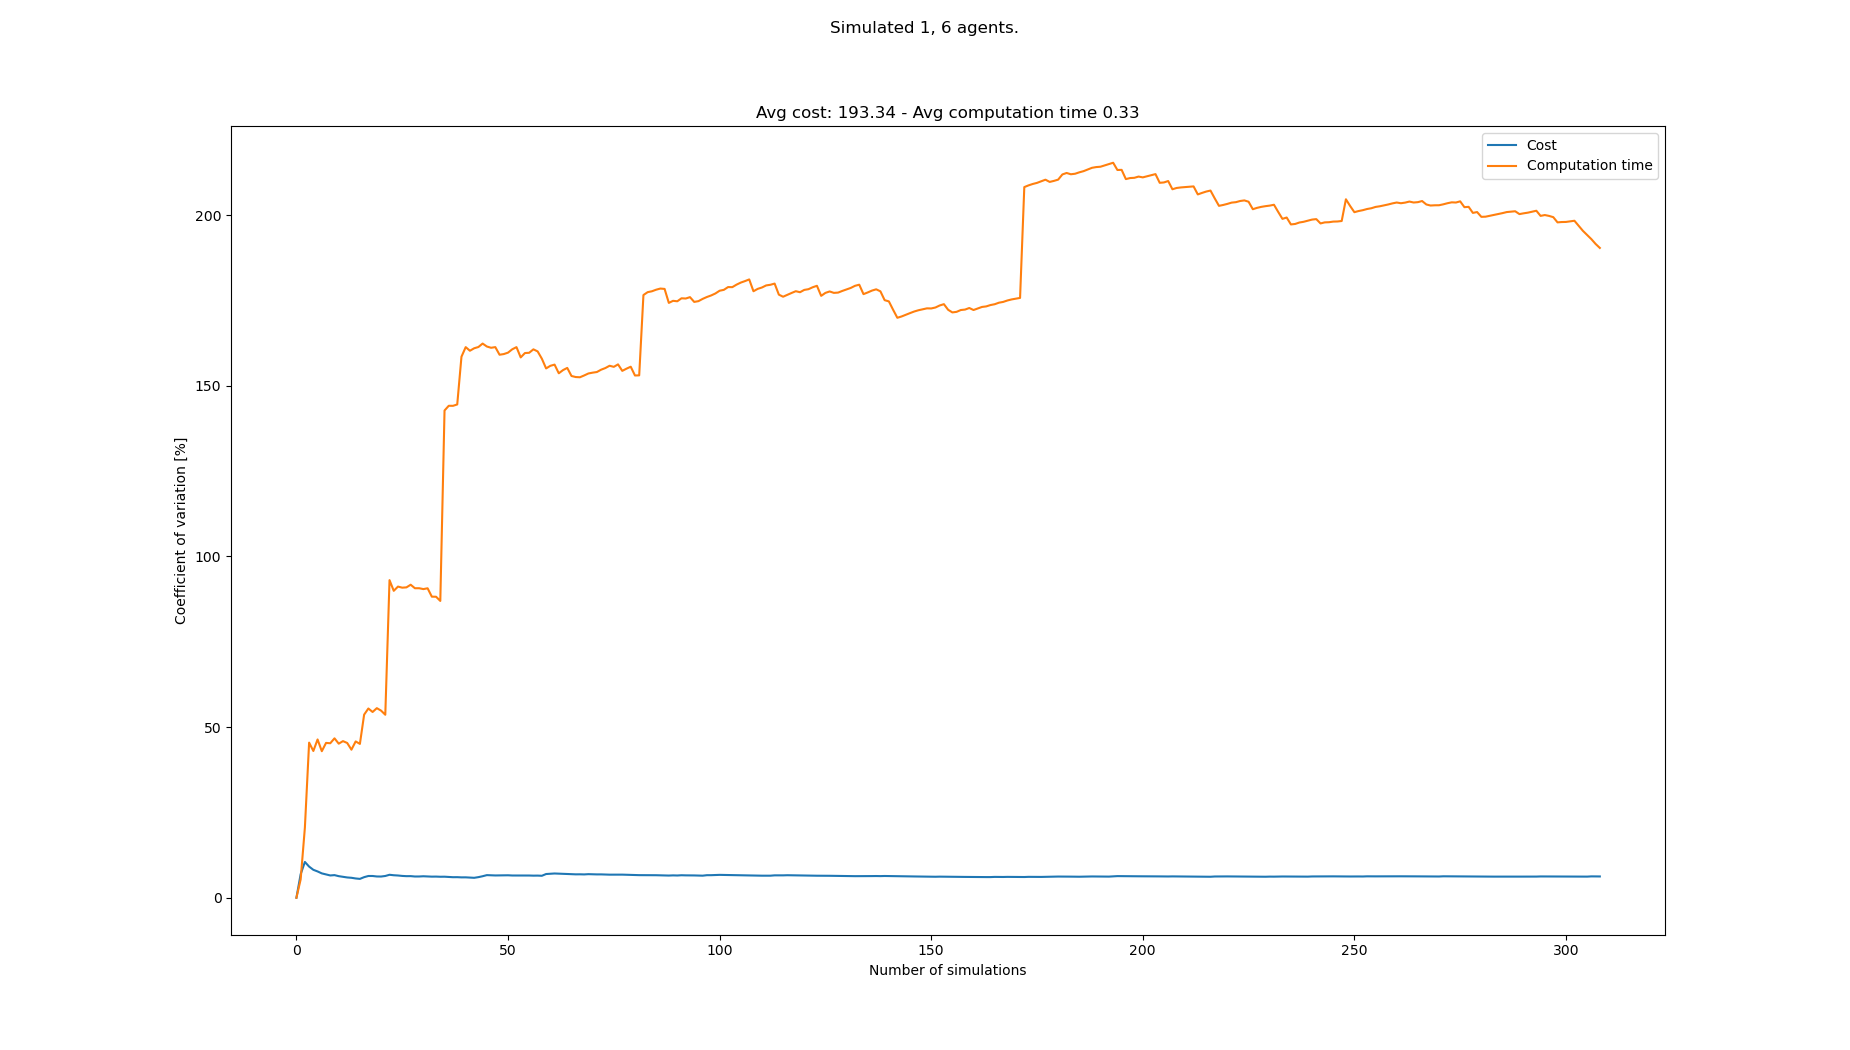 Simulated 1, 6 agents.
Avg cost: 193.34 - Avg computation time 0.33
Cost
Computation time
Coefficient of variation [%]
200
150
100
50
0
0 50 100 150 200 250 300
Number of simulations